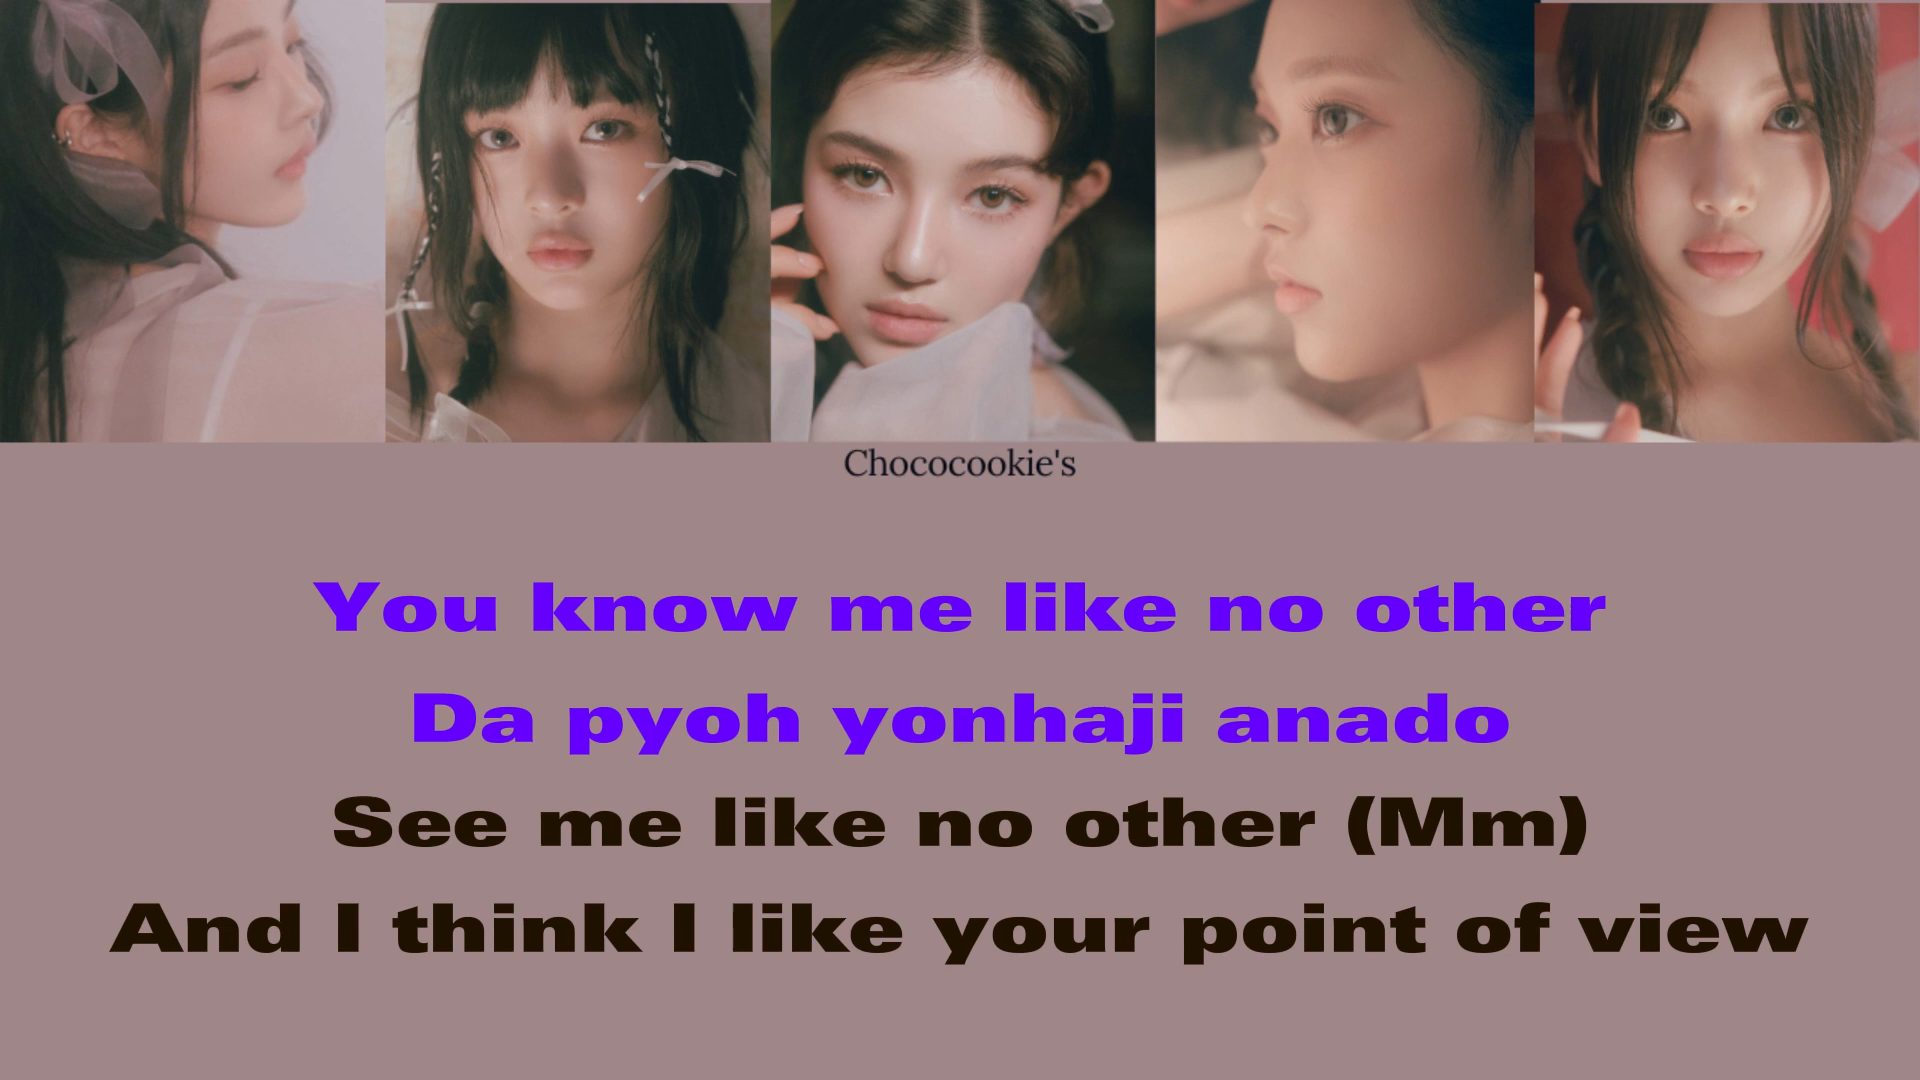 Chococookie's
You know me like no other
Da pyoh yonhaji anado
See me like no other (Mm)
And I think I like your point of view